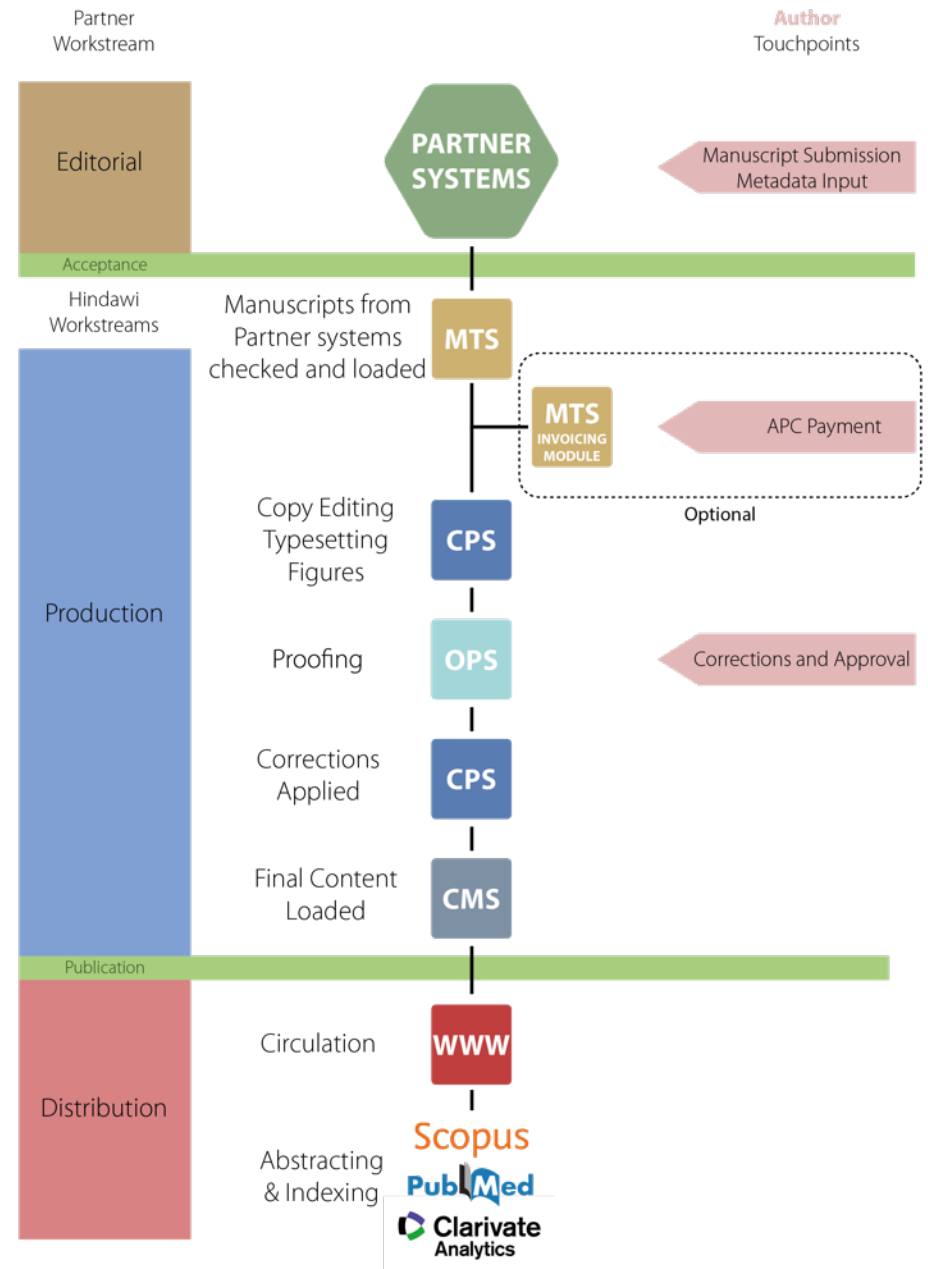 Partner
Workstream
Author
Touchpoints
Editorial
PARTNER
SYSTEMS
Manuscript Submission
Metadata Input
Acceptance
Hindawi
Workstreams
Manuscripts from
Partner systems
checked and loaded
MTS
MTS
INVOICING
MODULE
APC Payment
Optional
Production
Copy Editing
Typesetting
Figures
CPS
Proofing
OPS
Corrections and Approval
Corrections
Applied
CPS
Final Content
Loaded
CMS
Publication
Distribution
Circulation
WWW
Abstracting
& Indexing
Scopus
PubMed
Clarivate
Analytics